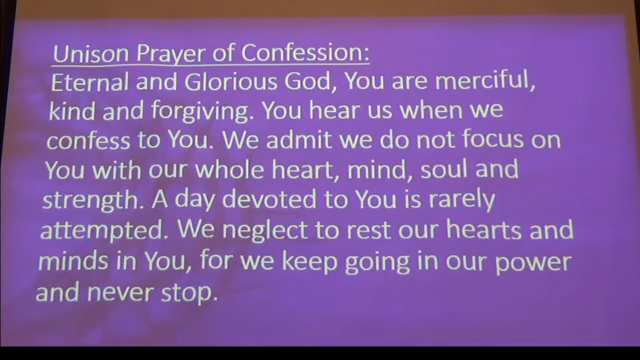 Unison Prayer of Confession:
Eternal and Glorious God, You are merciful,
kind and forgiving. You hear us when we
confess to You. We admit we do not focus on
You with our whole heart, mind, soul and
strength. A day devoted to You is rarely
attempted. We neglect to rest our hearts and
minds in You, for we keep going in our power
and never stop.